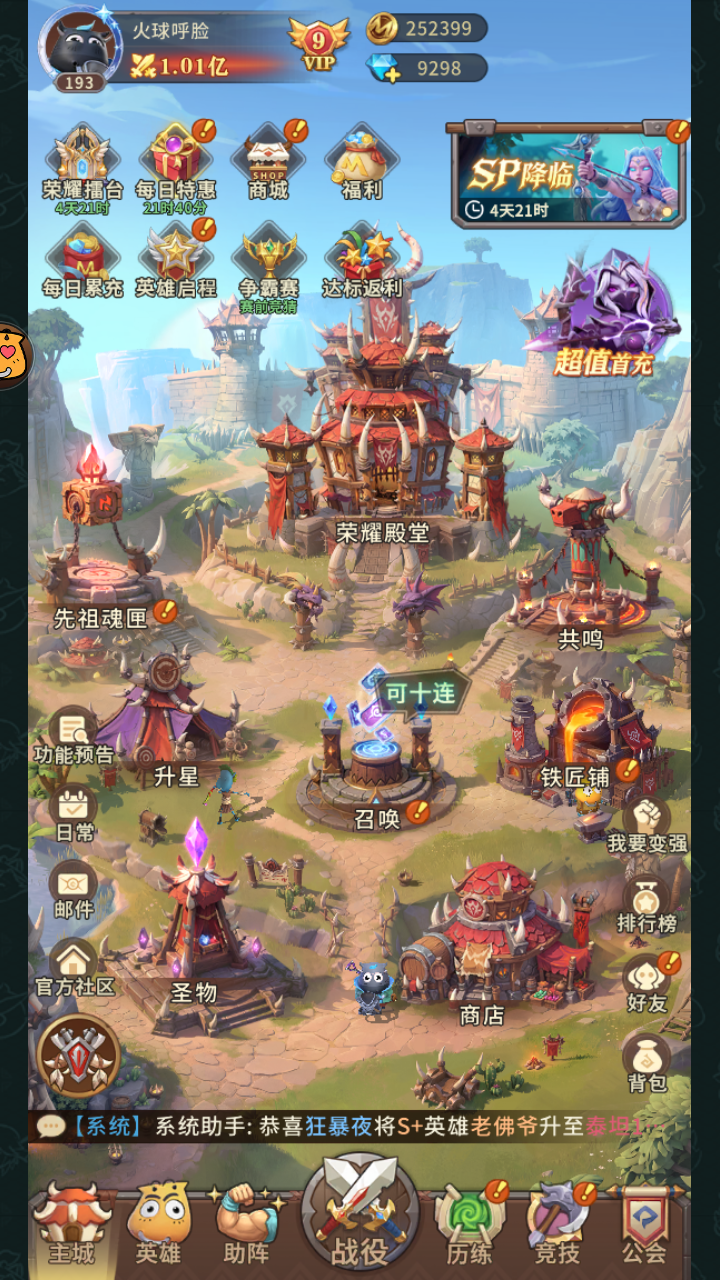 火球呼脸
193
1.01亿
9
VIP
252399
9298
荣耀擂台
4天21时
每日特惠
21时40分
SHOP
商城
福利
SP降临
4天21时
每日累充
英雄启程
争霸赛
赛前竞猜
达标返利
超值首充
荣耀殿堂
先祖魂匣
共鸣
可十连
功能预告
升星
铁匠铺
日常
召唤
我要变强
邮件
排行榜
官方社区
圣物
商店
好友
背包
【系统】 系统助手: 恭喜狂暴夜将S+英雄老佛爷升至泰坦1…
主城
英雄
助阵
战役
历练
竞技
公会